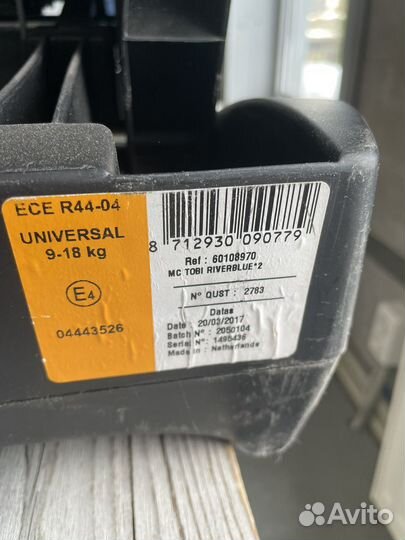 ECE R44-04
UNIVERSAL
9-18 kg
E4
04443526
8 712930 090779
Ref : 60108970
MC TOBI RIVERBLUE*2
N° QUST : 2783
Datas
Date : 20/03/2017
Batch N° : 2050104
Serial N° : 1495436
Made in : Netherlands
Avito